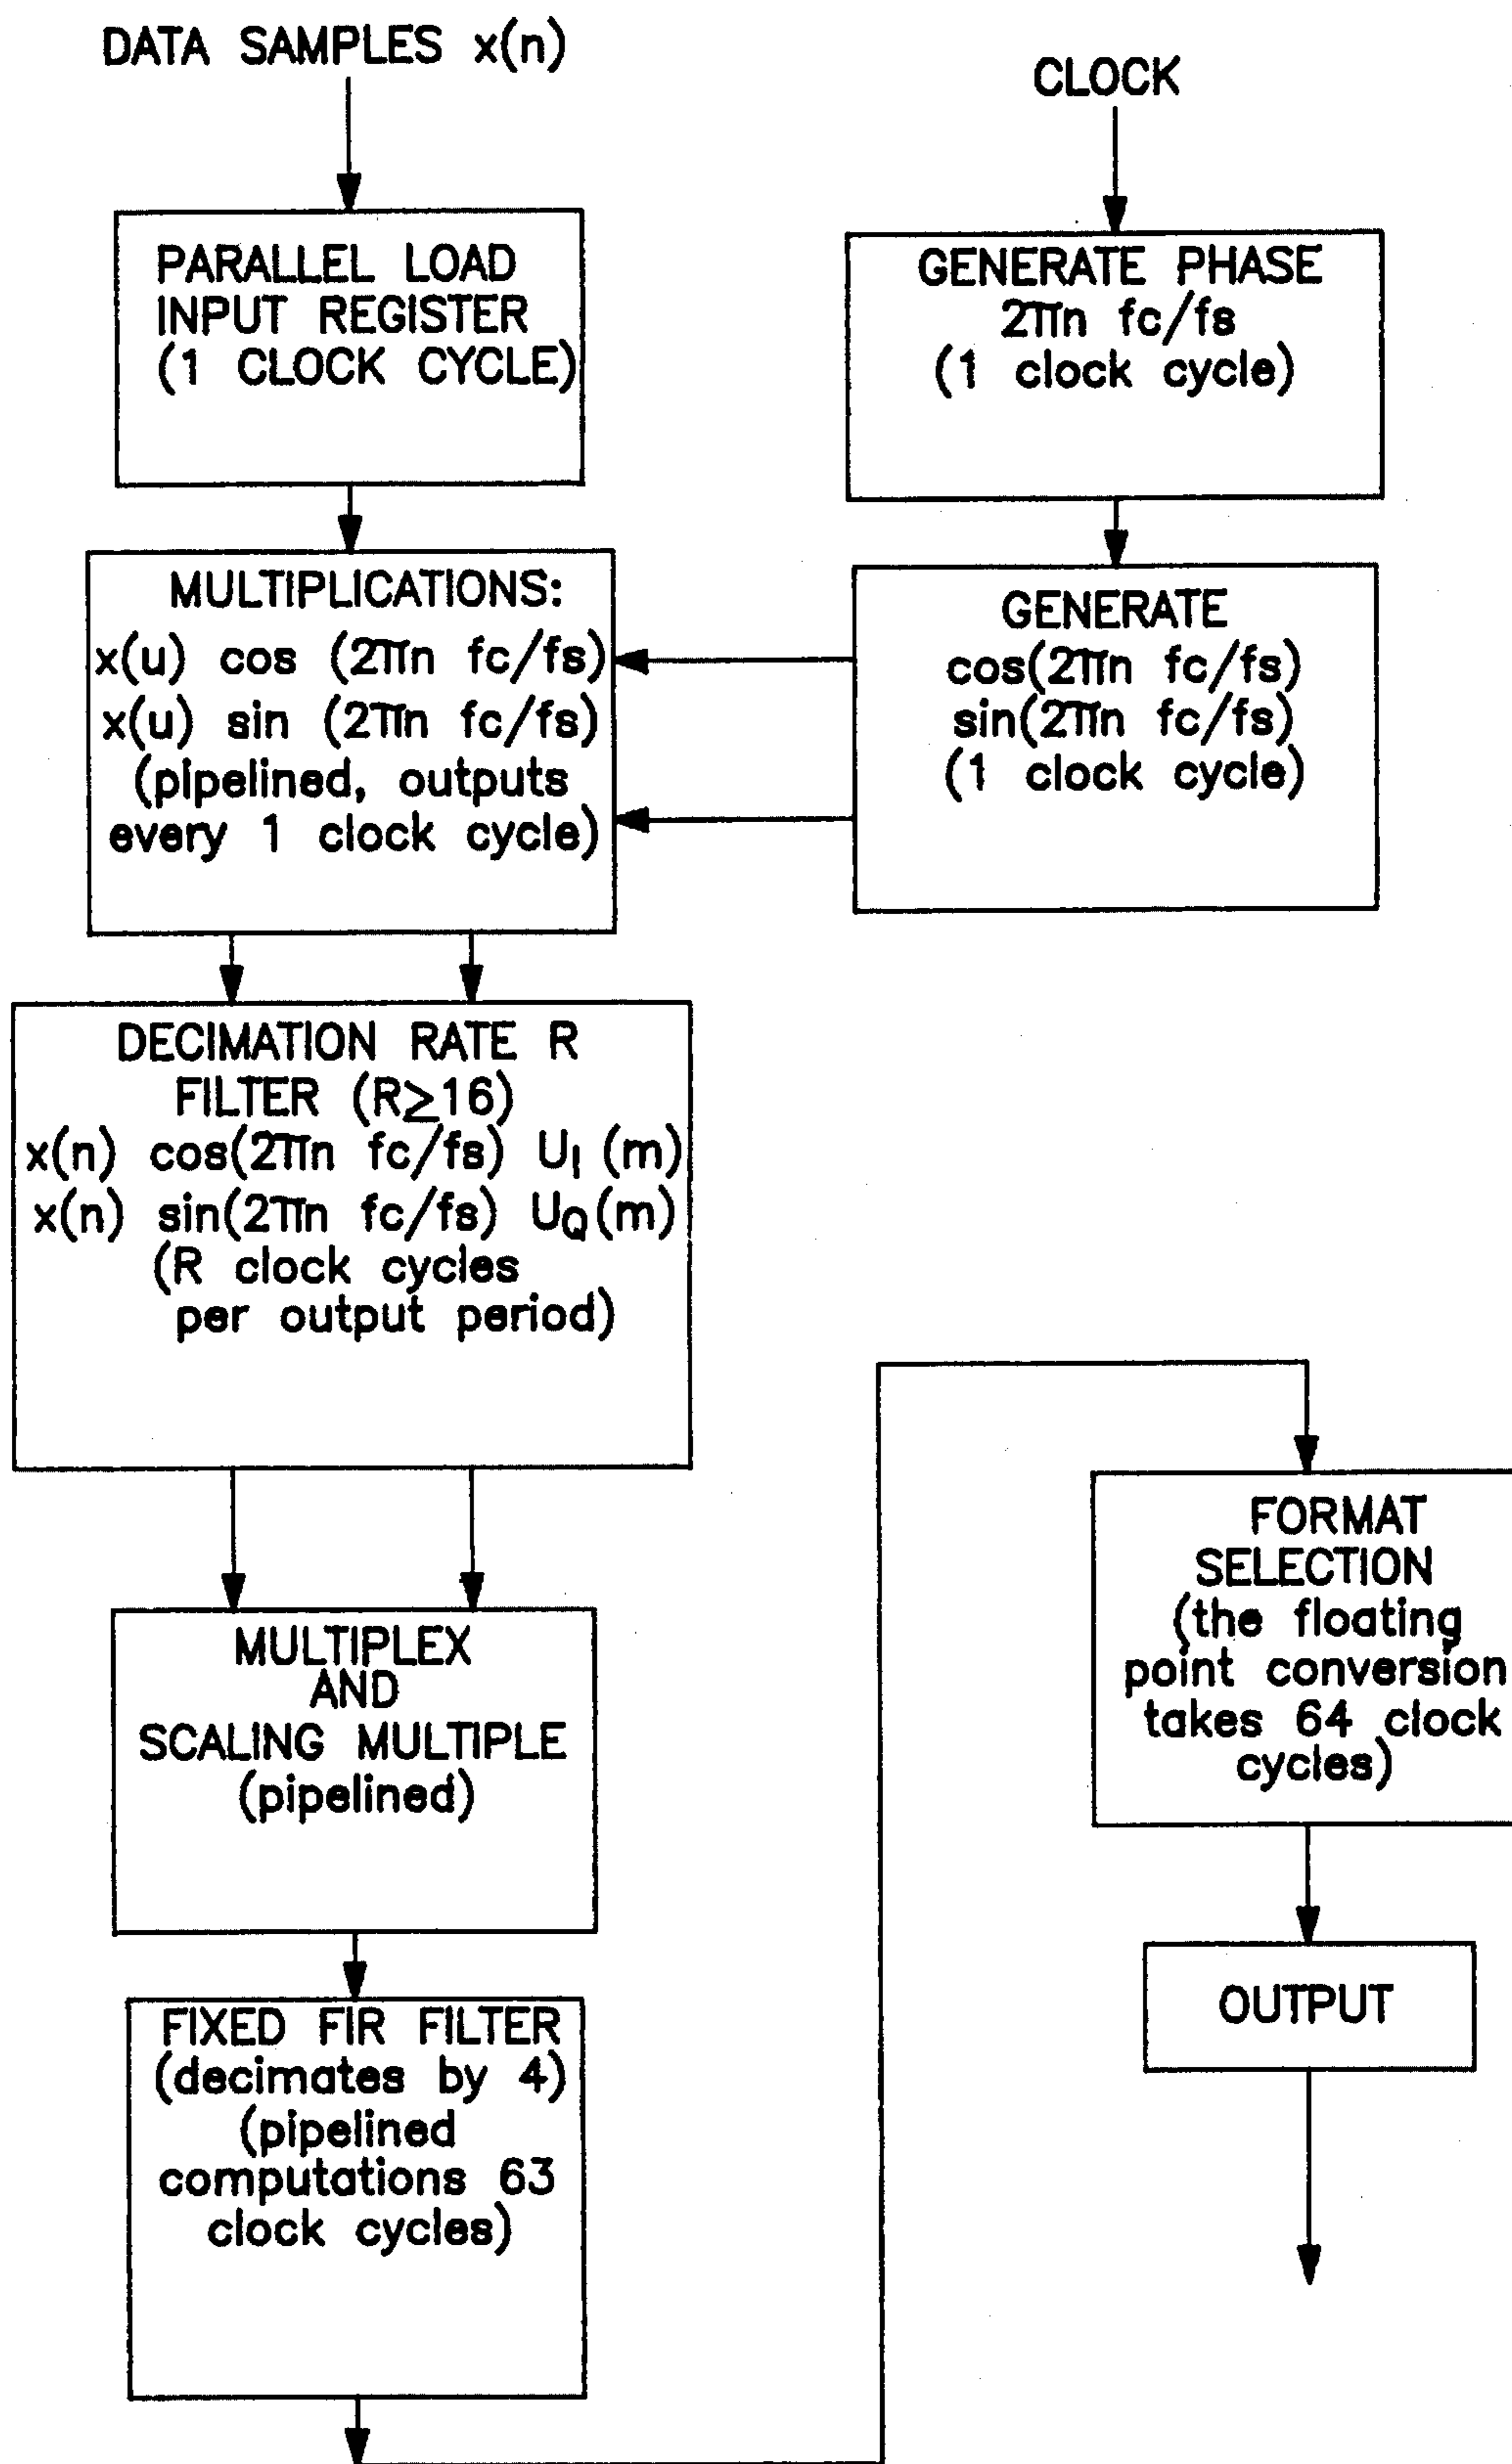 DATA SAMPLES x(n)
CLOCK
PARALLEL LOAD
INPUT REGISTER
(1 CLOCK CYCLE)
GENERATE PHASE
2πn fc/fs
(1 clock cycle)
MULTIPLICATIONS:
x(u) cos (2πn fc/fs)
x(u) sin (2πn fc/fs)
(pipelined, outputs
every 1 clock cycle)
GENERATE
cos(2πn fc/fs)
sin(2πn fc/fs)
(1 clock cycle)
DECIMATION RATE R
FILTER (R≥16)
x(n) cos(2πn fc/fs) U_I (m)
x(n) sin(2πn fc/fs) U_Q(m)
(R clock cycles
per output period)
MULTIPLEX
AND
SCALING MULTIPLE
(pipelined)
FIXED FIR FILTER
(decimates by 4)
(pipelined
computations 63
clock cycles)
FORMAT
SELECTION
(the floating
point conversion
takes 64 clock
cycles)
OUTPUT